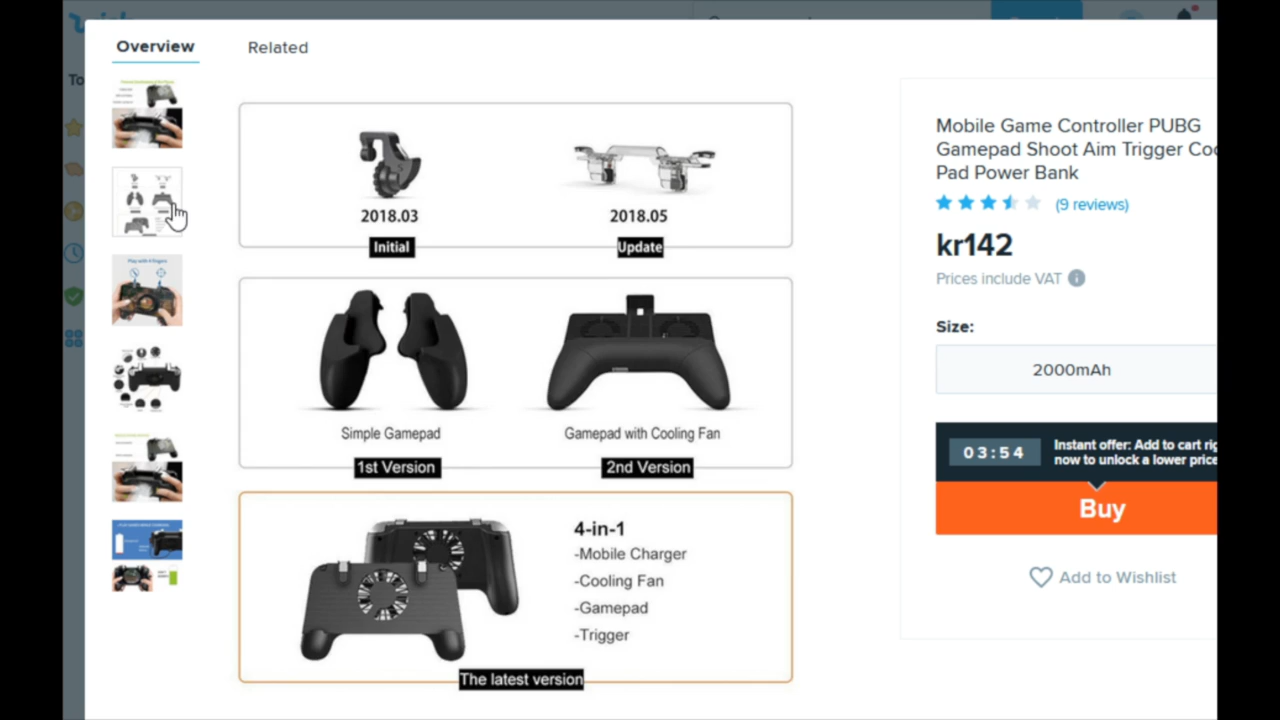 Overview
Related
To
2018.03
2018.05
Initial
Update
Simple Gamepad
Gamepad with Cooling Fan
1st Version
2nd Version
4-in-1
-Mobile Charger
-Cooling Fan
-Gamepad
-Trigger
The latest version
Mobile Game Controller PUBG
Gamepad Shoot Aim Trigger Coo
Pad Power Bank
(9 reviews)
kr142
Prices include VAT
Size:
2000mAh
03:54
Instant offer: Add to cart rig
now to unlock a lower price
Buy
Add to Wishlist